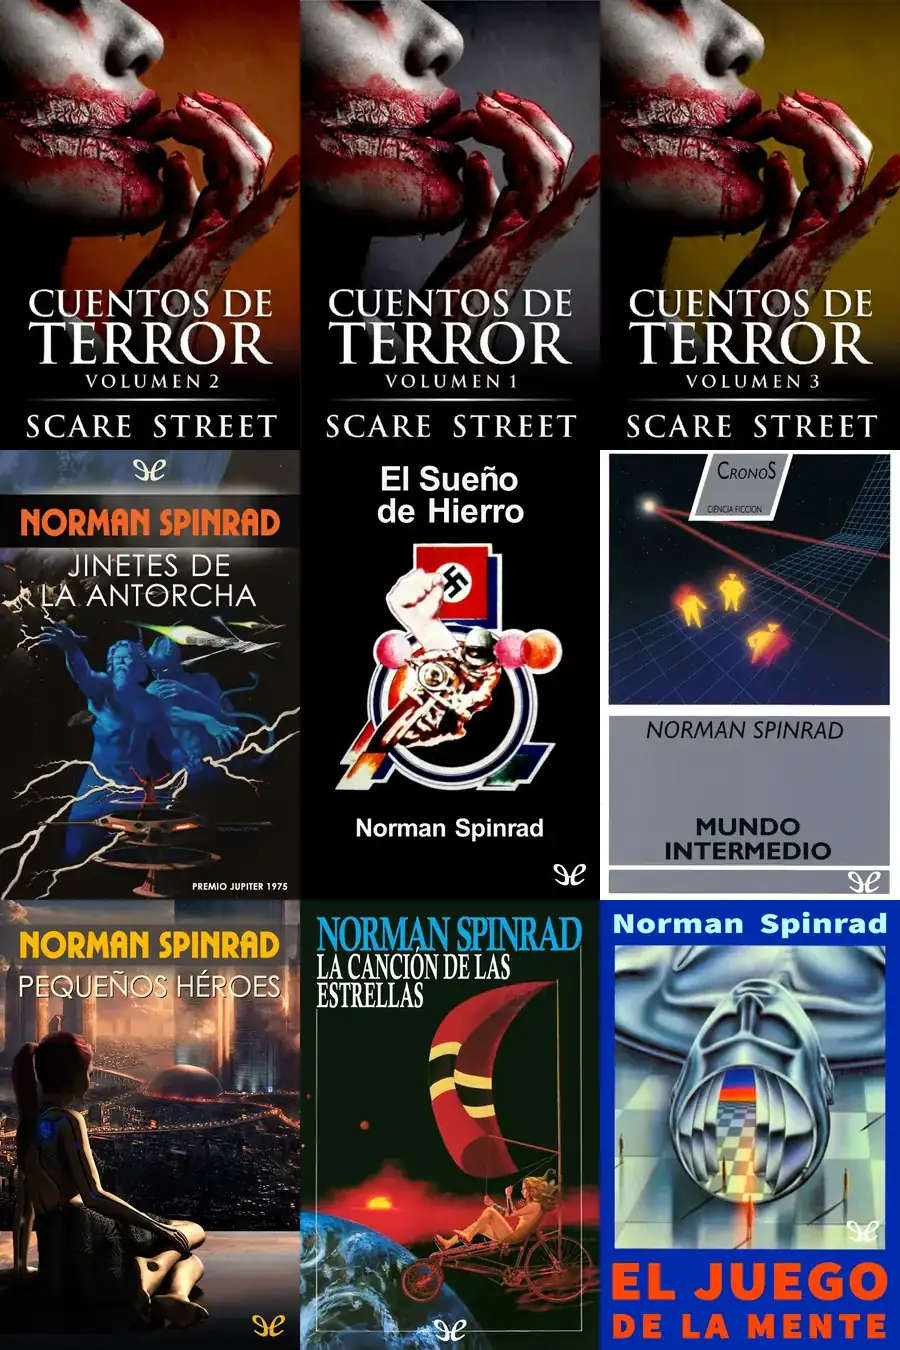 CUENTOS DE
TERROR
VOLUMEN 2
SCARE STREET
CUENTOS DE
TERROR
VOLUMEN 1
SCARE STREET
CUENTOS DE
TERROR
VOLUMEN 3
SCARE STREET
NORMAN SPINRAD
JINETES DE
LA ANTORCHA
PREMIO JUPITER 1975
El Sueño
de Hierro
Norman Spinrad
CRONOS
CIENCIA FICCION
NORMAN SPINRAD
MUNDO
INTERMEDIO
NORMAN SPINRAD
PEQUEÑOS HÉROES
NORMAN SPINRAD
LA CANCIÓN DE LAS
ESTRELLAS
Norman Spinrad
EL JUEGO
DE LA MENTE